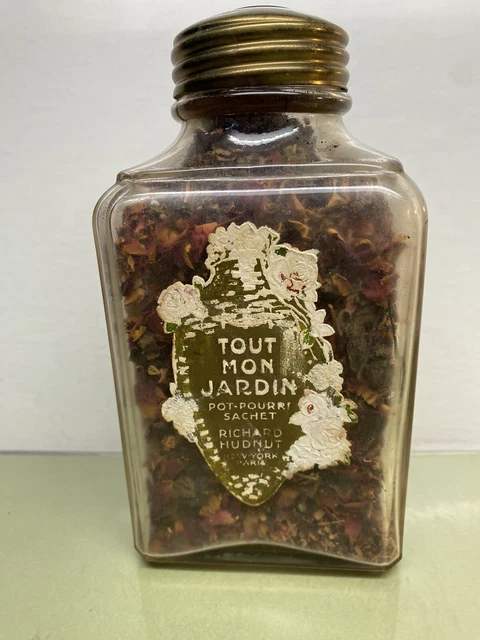 TOUT
MON
JARDIN
POT-POURRI
SACHET
RICHARD
HUDNUT
NEW·YORK
PARIS